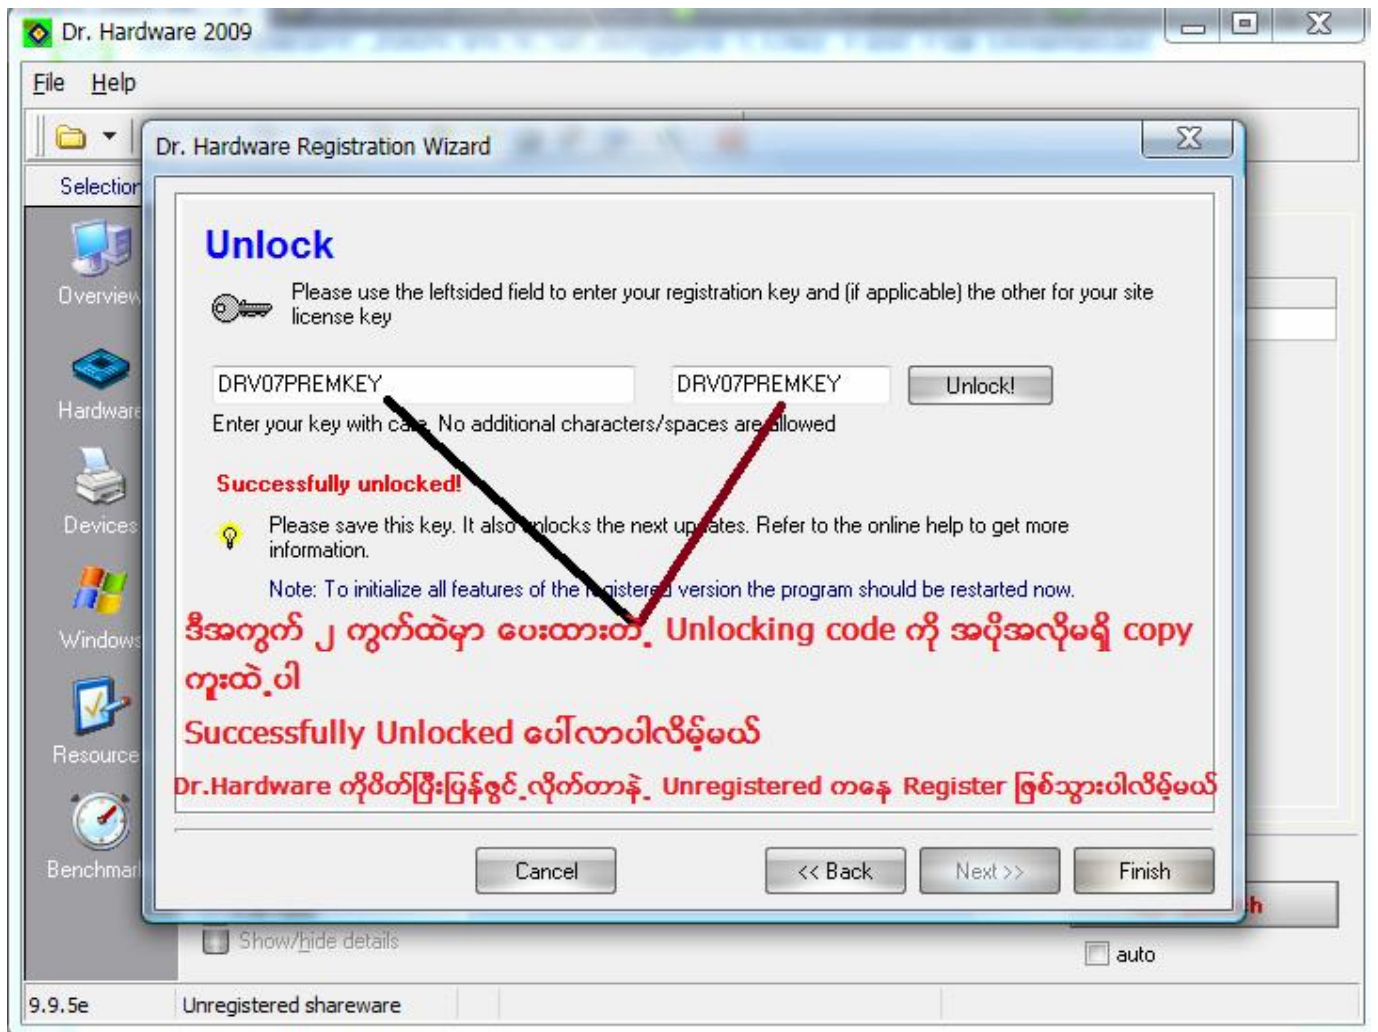 Dr. Hardware 2009
File Help
Dr. Hardware Registration Wizard
Selection
Unlock
Please use the leftsided field to enter your registration key and (if applicable) the other for your site
license key
Overview
DRV07PREMKEY DRV07PREMKEY Unlock!
Hardware
Enter your key with care. No additional characters/spaces are allowed
Successfully unlocked!
Devices
Please save this key. It also unlocks the next updates. Refer to the online help to get more
information.
Note: To initialize all features of the registered version the program should be restarted now.
Windows
ဒီအကွက် ၂ ကွက်ထဲမှာ ပေးထားတဲ့ Unlocking code ကို အပိုအလိုမရှိ copy
ကူးထဲ့ပါ
Successfully Unlocked ပေါ်လာပါလိမ့်မယ်
Resource
Dr.Hardware ကိုပိတ်ပြီးပြန်ဖွင့်လိုက်တာနဲ့ Unregistered ကနေ Register ဖြစ်သွားပါလိမ့်မယ်
Benchmark
Cancel << Back Next >> Finish
Show/hide details
auto
9.9.5e Unregistered shareware